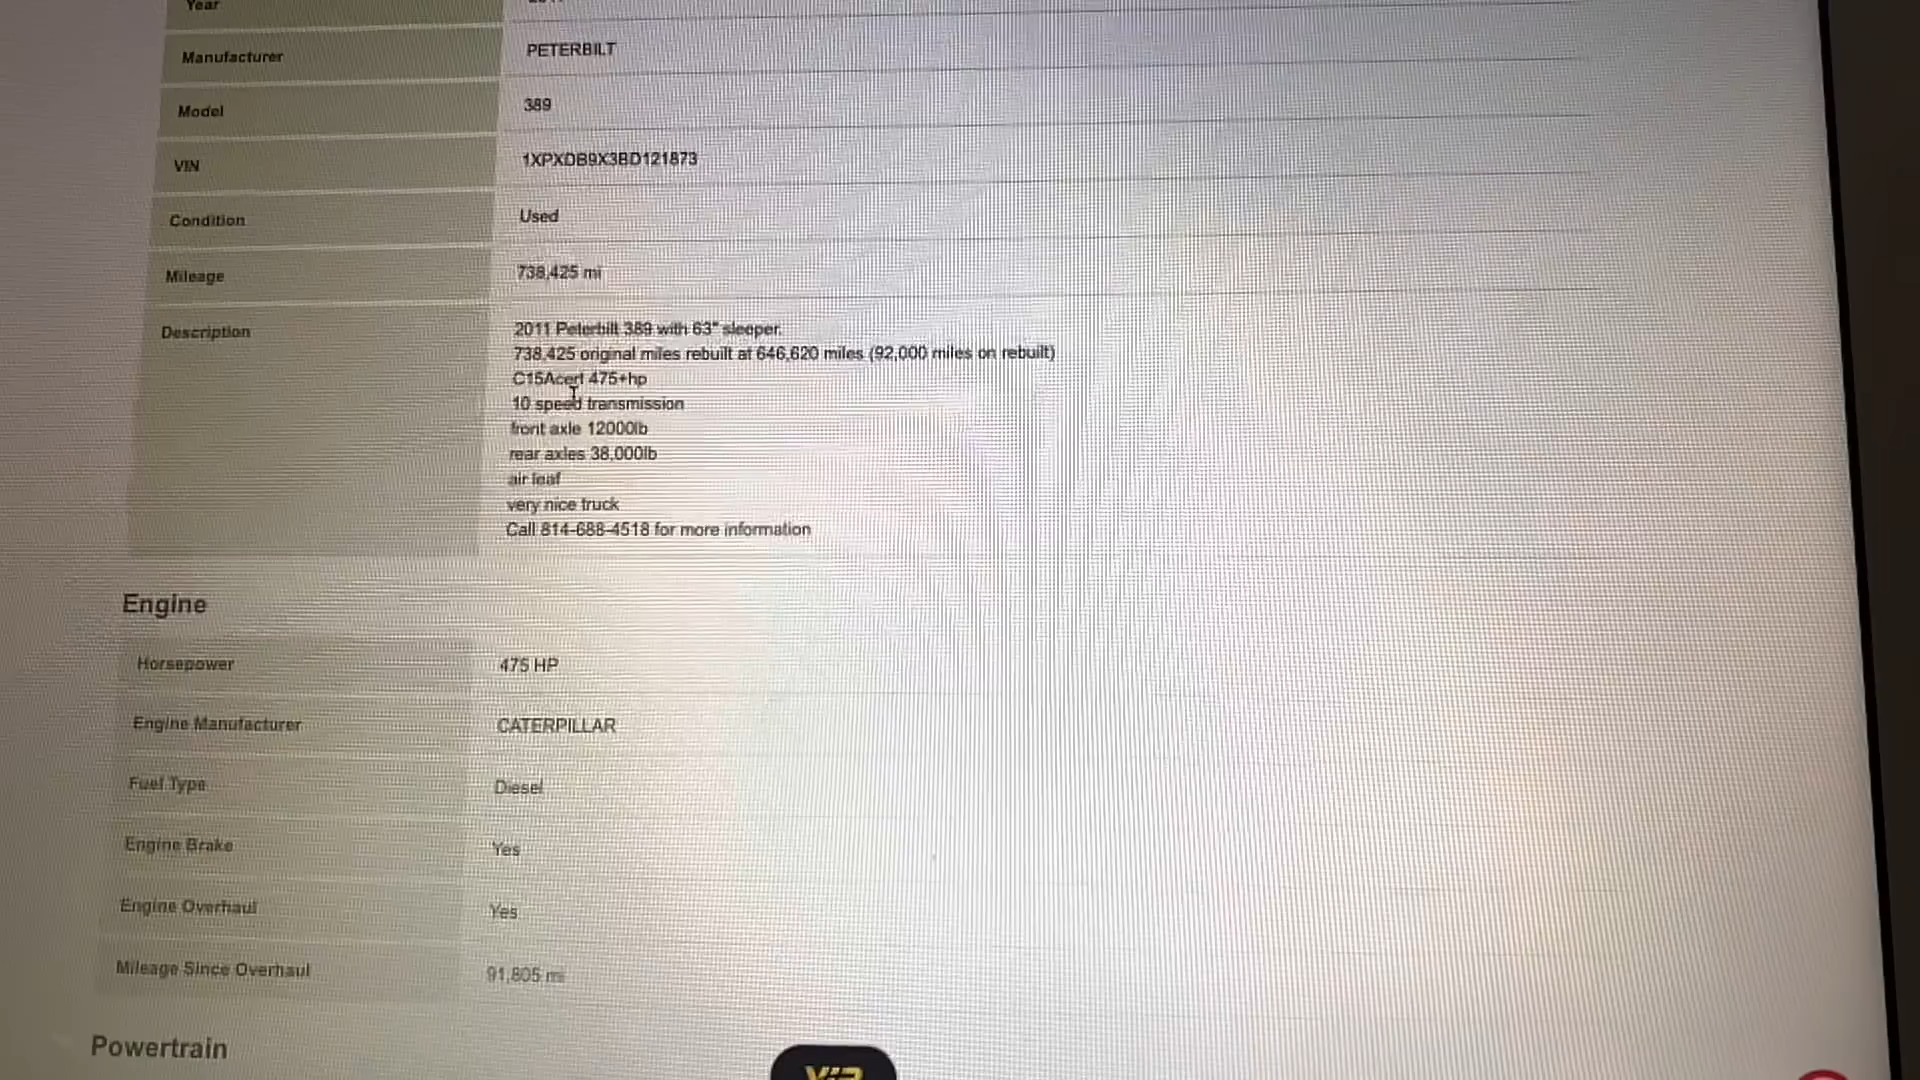 Year
Manufacturer PETERBILT
Model 389
VIN 1XPXDB9X3BD121873
Condition Used
Mileage 738,425 mi
Description 2011 Peterbilt 389 with 63" sleeper.
738,425 original miles rebuilt at 646,620 miles (92,000 miles on rebuilt)
C15Acert 475+hp
10 speed transmission
front axle 12000lb
rear axles 38,000lb
air leaf
very nice truck
Call 814-688-4518 for more information
Engine
Horsepower 475 HP
Engine Manufacturer CATERPILLAR
Fuel Type Diesel
Engine Brake Yes
Engine Overhaul Yes
Mileage Since Overhaul 91,805 mi
Powertrain